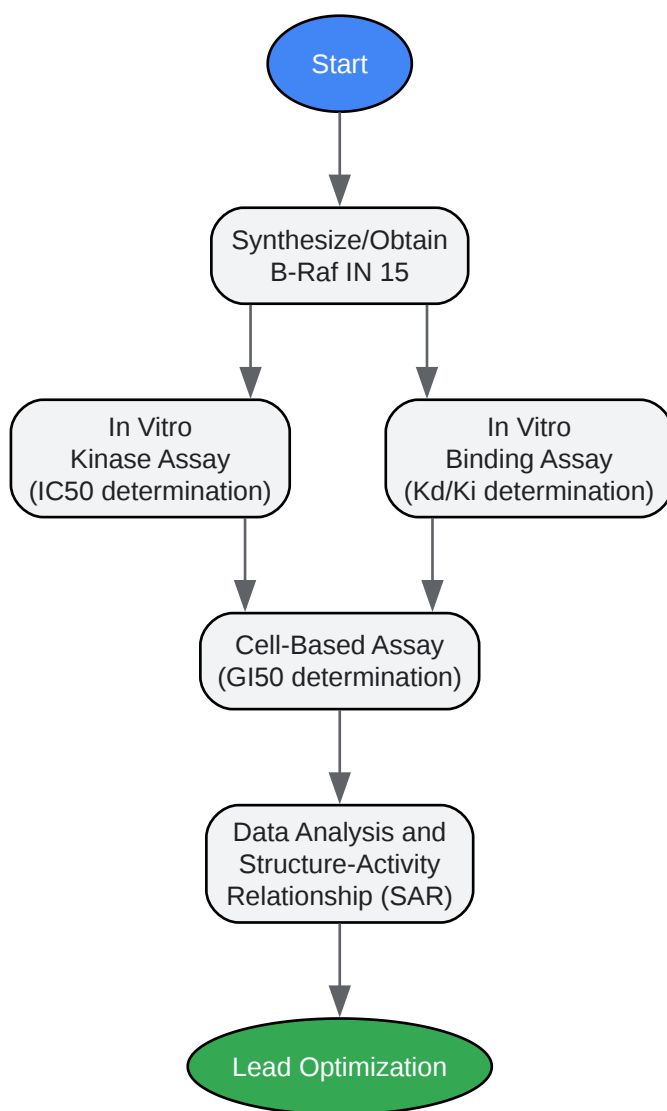 Start
Synthesize/Obtain
B-Raf IN 15
In Vitro
Kinase Assay
(IC50 determination)
In Vitro
Binding Assay
(Kd/Ki determination)
Cell-Based Assay
(GI50 determination)
Data Analysis and
Structure-Activity
Relationship (SAR)
Lead Optimization